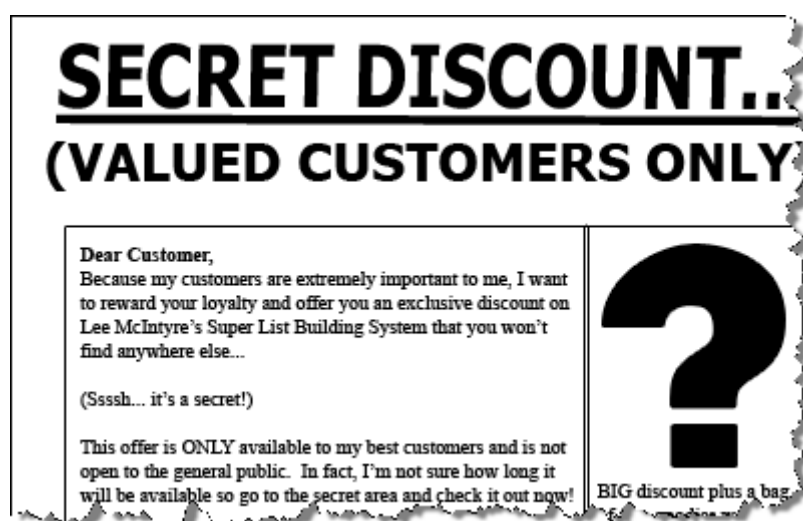 SECRET DISCOUNT..
(VALUED CUSTOMERS ONLY)
Dear Customer,
Because my customers are extremely important to me, I want
to reward your loyalty and offer you an exclusive discount on
Lee McIntyre's Super List Building System that you won't
find anywhere else...
(Ssssh... it's a secret!)
This offer is ONLY available to my best customers and is not
open to the general public. In fact, I'm not sure how long it
will be available so go to the secret area and check it out now!
BIG discount plus a bag